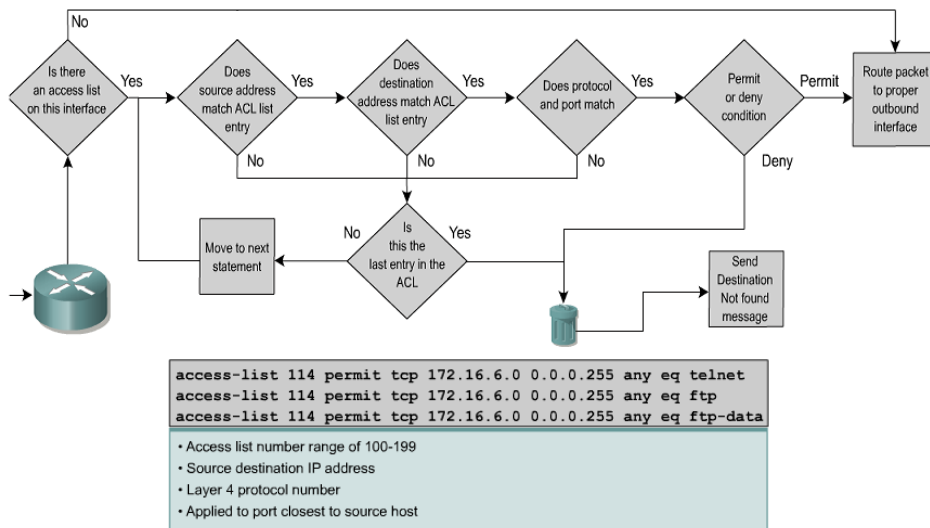 No
Is there
an access list
on this interface
Yes
Does
source address
match ACL list
entry
Yes
Does
destination
address match ACL
list entry
Yes
Does protocol
and port match
Yes
Permit
or deny
condition
Permit
Route packet
to proper
outbound
interface
No
No
No
Deny
Move to next
statement
No
Is
this the
last entry in the
ACL
Yes
Send
Destination
Not found
message
access-list 114 permit tcp 172.16.6.0 0.0.0.255 any eq telnet
access-list 114 permit tcp 172.16.6.0 0.0.0.255 any eq ftp
access-list 114 permit tcp 172.16.6.0 0.0.0.255 any eq ftp-data
• Access list number range of 100-199
• Source destination IP address
• Layer 4 protocol number
• Applied to port closest to source host